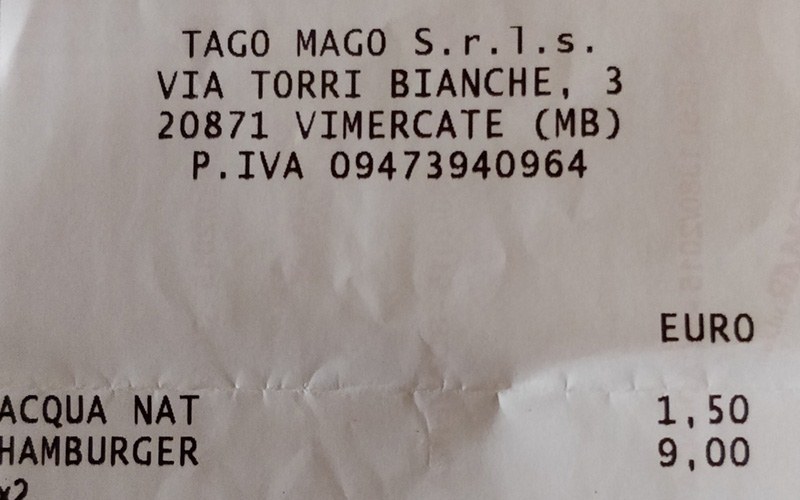 TAGO MAGO S.r.l.s.
VIA TORRI BIANCHE, 3
20871 VIMERCATE (MB)
P.IVA 09473940964
EURO
ACQUA NAT 1,50
HAMBURGER 9,00
x2